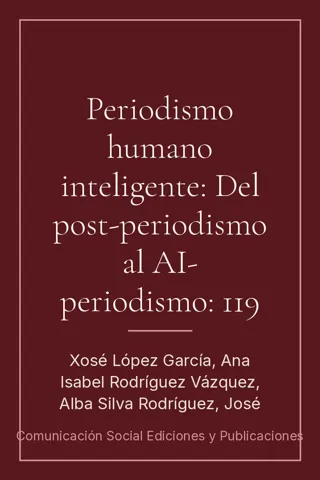 Periodismo
humano
inteligente: Del
post-periodismo
al AI-
periodismo: 119
Xosé López García, Ana
Isabel Rodríguez Vázquez,
Alba Silva Rodríguez, José
Comunicación Social Ediciones y Publicaciones